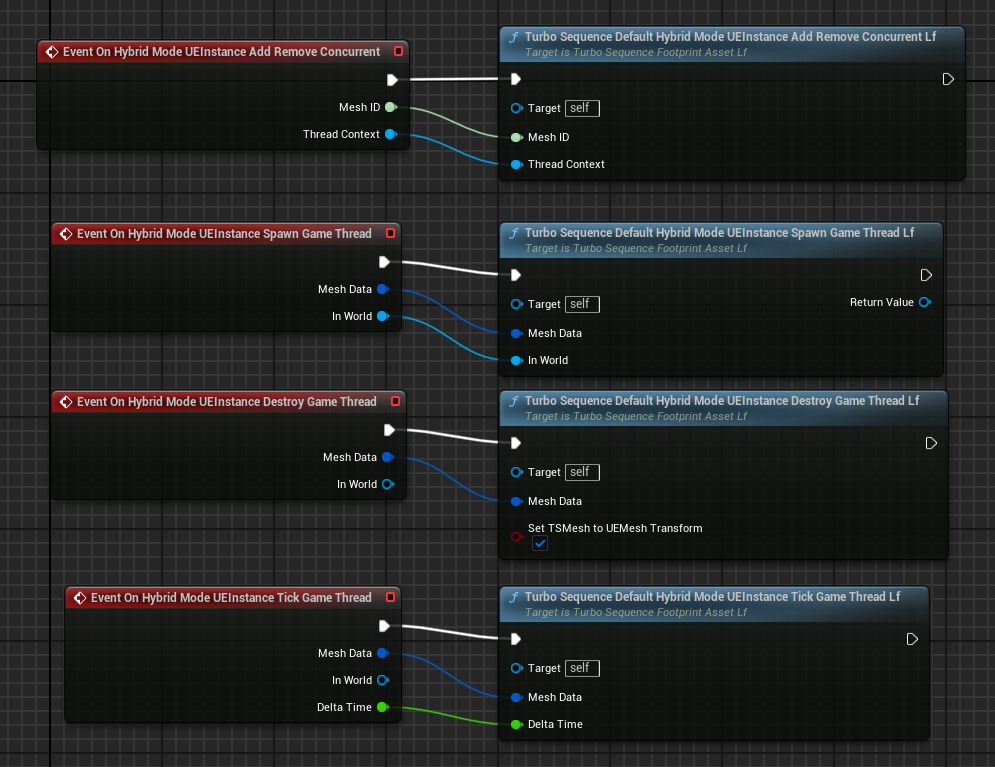 Event On Hybrid Mode UEInstance Add Remove Concurrent
Mesh ID
Thread Context
Turbo Sequence Default Hybrid Mode UEInstance Add Remove Concurrent Lf
Target is Turbo Sequence Footprint Asset Lf
Target self
Mesh ID
Thread Context
Event On Hybrid Mode UEInstance Spawn Game Thread
Mesh Data
In World
Turbo Sequence Default Hybrid Mode UEInstance Spawn Game Thread Lf
Target is Turbo Sequence Footprint Asset Lf
Target self
Return Value
Mesh Data
In World
Event On Hybrid Mode UEInstance Destroy Game Thread
Mesh Data
In World
Turbo Sequence Default Hybrid Mode UEInstance Destroy Game Thread Lf
Target is Turbo Sequence Footprint Asset Lf
Target self
Mesh Data
Set TSMesh to UEMesh Transform
Event On Hybrid Mode UEInstance Tick Game Thread
Mesh Data
In World
Delta Time
Turbo Sequence Default Hybrid Mode UEInstance Tick Game Thread Lf
Target is Turbo Sequence Footprint Asset Lf
Target self
Mesh Data
Delta Time